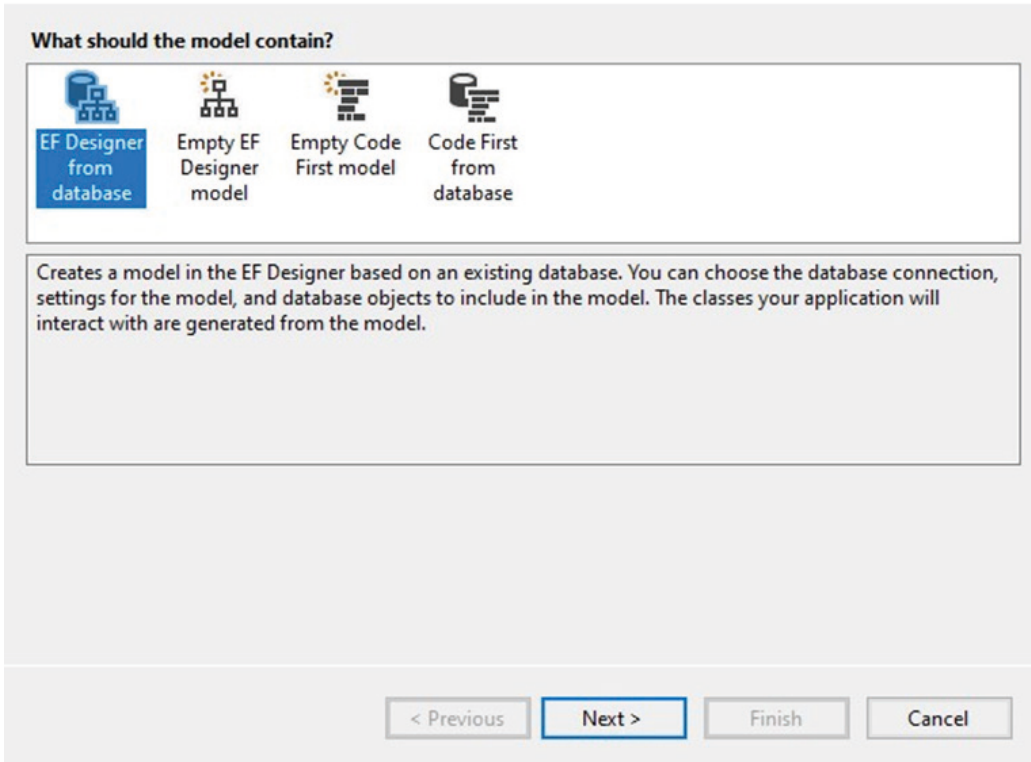 What should the model contain?
EF Designer
from
database
Empty EF
Designer
model
Empty Code
First model
Code First
from
database
Creates a model in the EF Designer based on an existing database. You can choose the database connection,
settings for the model, and database objects to include in the model. The classes your application will
interact with are generated from the model.
< Previous
Next >
Finish
Cancel